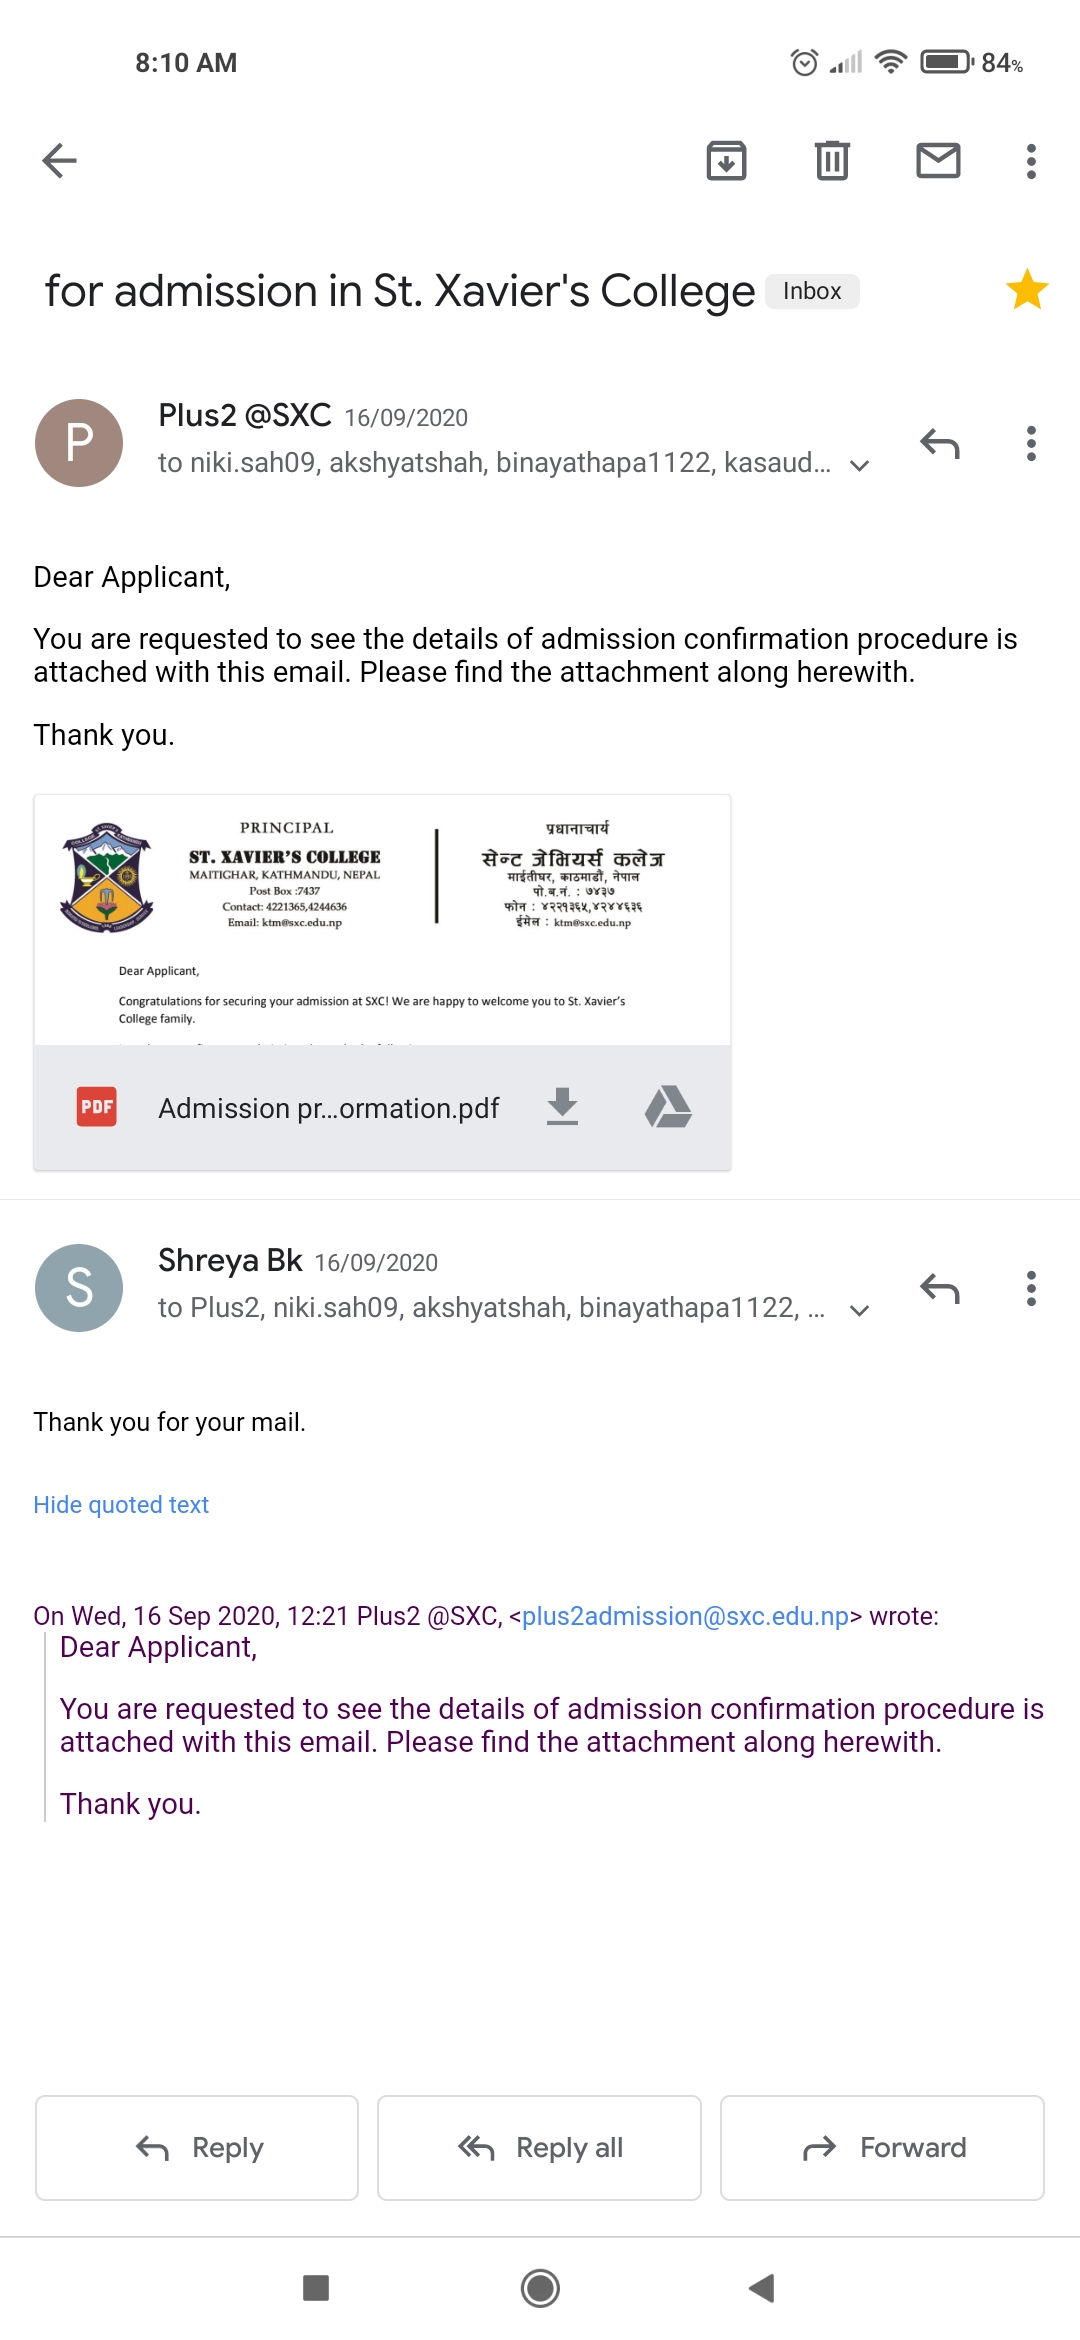 8:10 AM
84%
for admission in St. Xavier's College Inbox
P
Plus2 @SXC 16/09/2020
to niki.sah09, akshyatshah, binayathapa1122, kasaud...
Dear Applicant,
You are requested to see the details of admission confirmation procedure is
attached with this email. Please find the attachment along herewith.
Thank you.
PRINCIPAL
ST. XAVIER'S COLLEGE
MAITIGHAR, KATHMANDU, NEPAL
Post Box :7437
Contact: 4221365,4244636
Email: ktm@sxc.edu.np
प्रधानाचार्य
सेन्ट जेभियर्स कलेज
माईतीघर, काठमाडौं, नेपाल
पो.ब.नं. : ७४३७
फोन : ४२२१३६५,४२४४६३६
ईमेल : ktm@sxc.edu.np
Dear Applicant,
Congratulations for securing your admission at SXC! We are happy to welcome you to St. Xavier's
College family.
PDF Admission pr...ormation.pdf
S
Shreya Bk 16/09/2020
to Plus2, niki.sah09, akshyatshah, binayathapa1122, ...
Thank you for your mail.
Hide quoted text
On Wed, 16 Sep 2020, 12:21 Plus2 @SXC, <plus2admission@sxc.edu.np> wrote:
Dear Applicant,
You are requested to see the details of admission confirmation procedure is
attached with this email. Please find the attachment along herewith.
Thank you.
Reply
Reply all
Forward